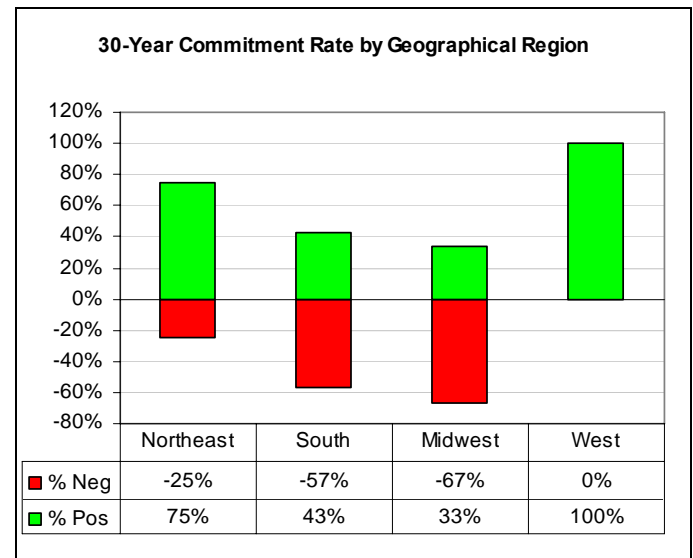 30-Year Commitment Rate by Geographical Region
120%
100%
80%
60%
40%
20%
0%
-20%
-40%
-60%
-80%
Northeast South Midwest West
% Neg -25% -57% -67% 0%
% Pos 75% 43% 33% 100%